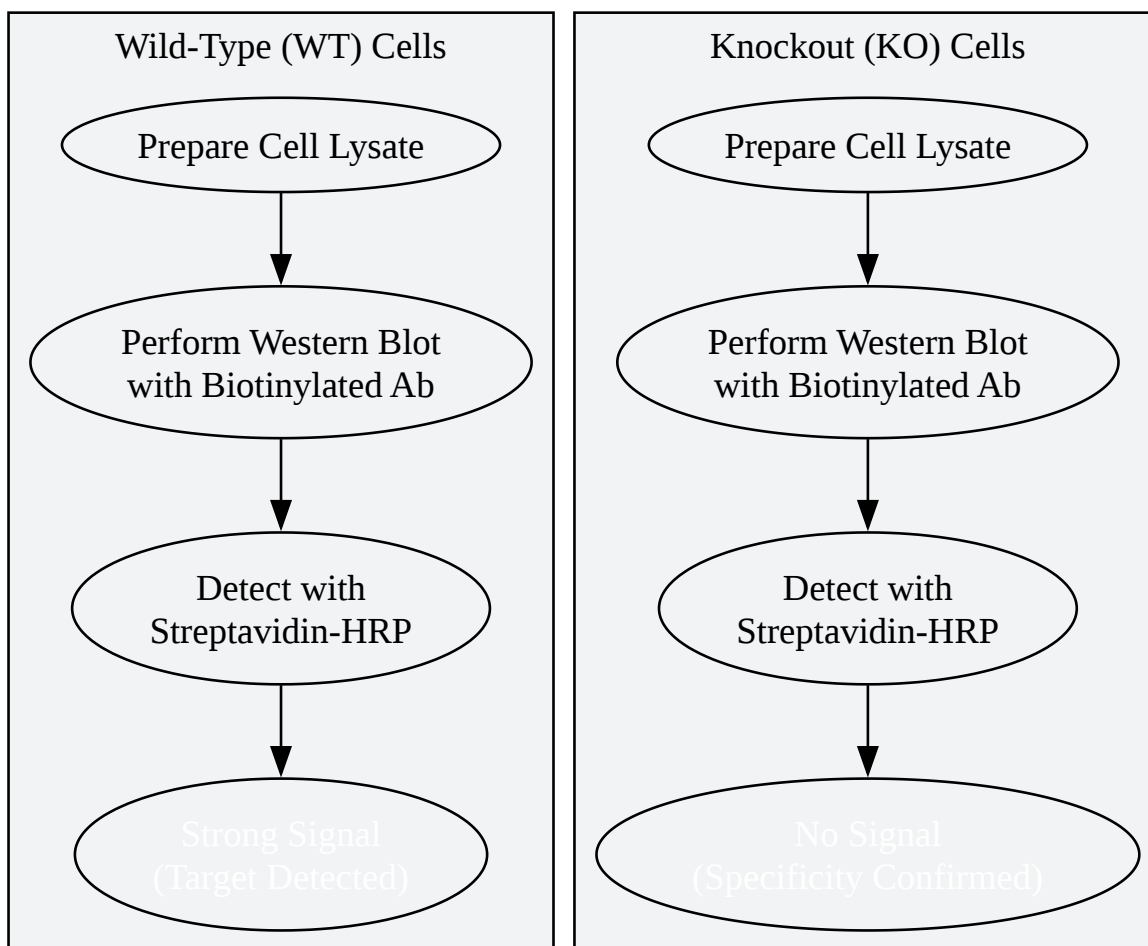 Wild-Type (WT) Cells
Prepare Cell Lysate
Perform Western Blot
with Biotinylated Ab
Detect with
Streptavidin-HRP
Strong Signal
(Target Detected)
Knockout (KO) Cells
Prepare Cell Lysate
Perform Western Blot
with Biotinylated Ab
Detect with
Streptavidin-HRP
No Signal
(Specificity Confirmed)